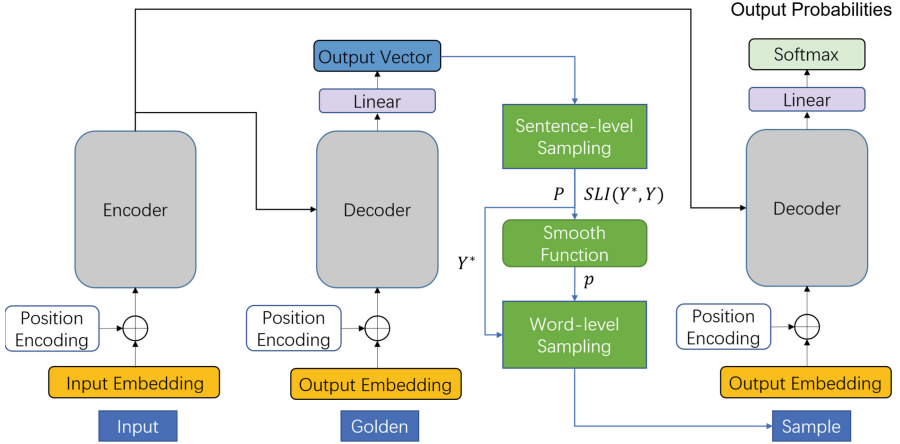 Output Probabilities
Output Vector
Softmax
Linear
Linear
Sentence-level
Sampling
Encoder
Decoder
Decoder
P
SLI(Y*, Y)
Smooth
Function
Y*
p
Position
Encoding
Position
Encoding
Word-level
Sampling
Position
Encoding
Input Embedding
Output Embedding
Output Embedding
Input
Golden
Sample